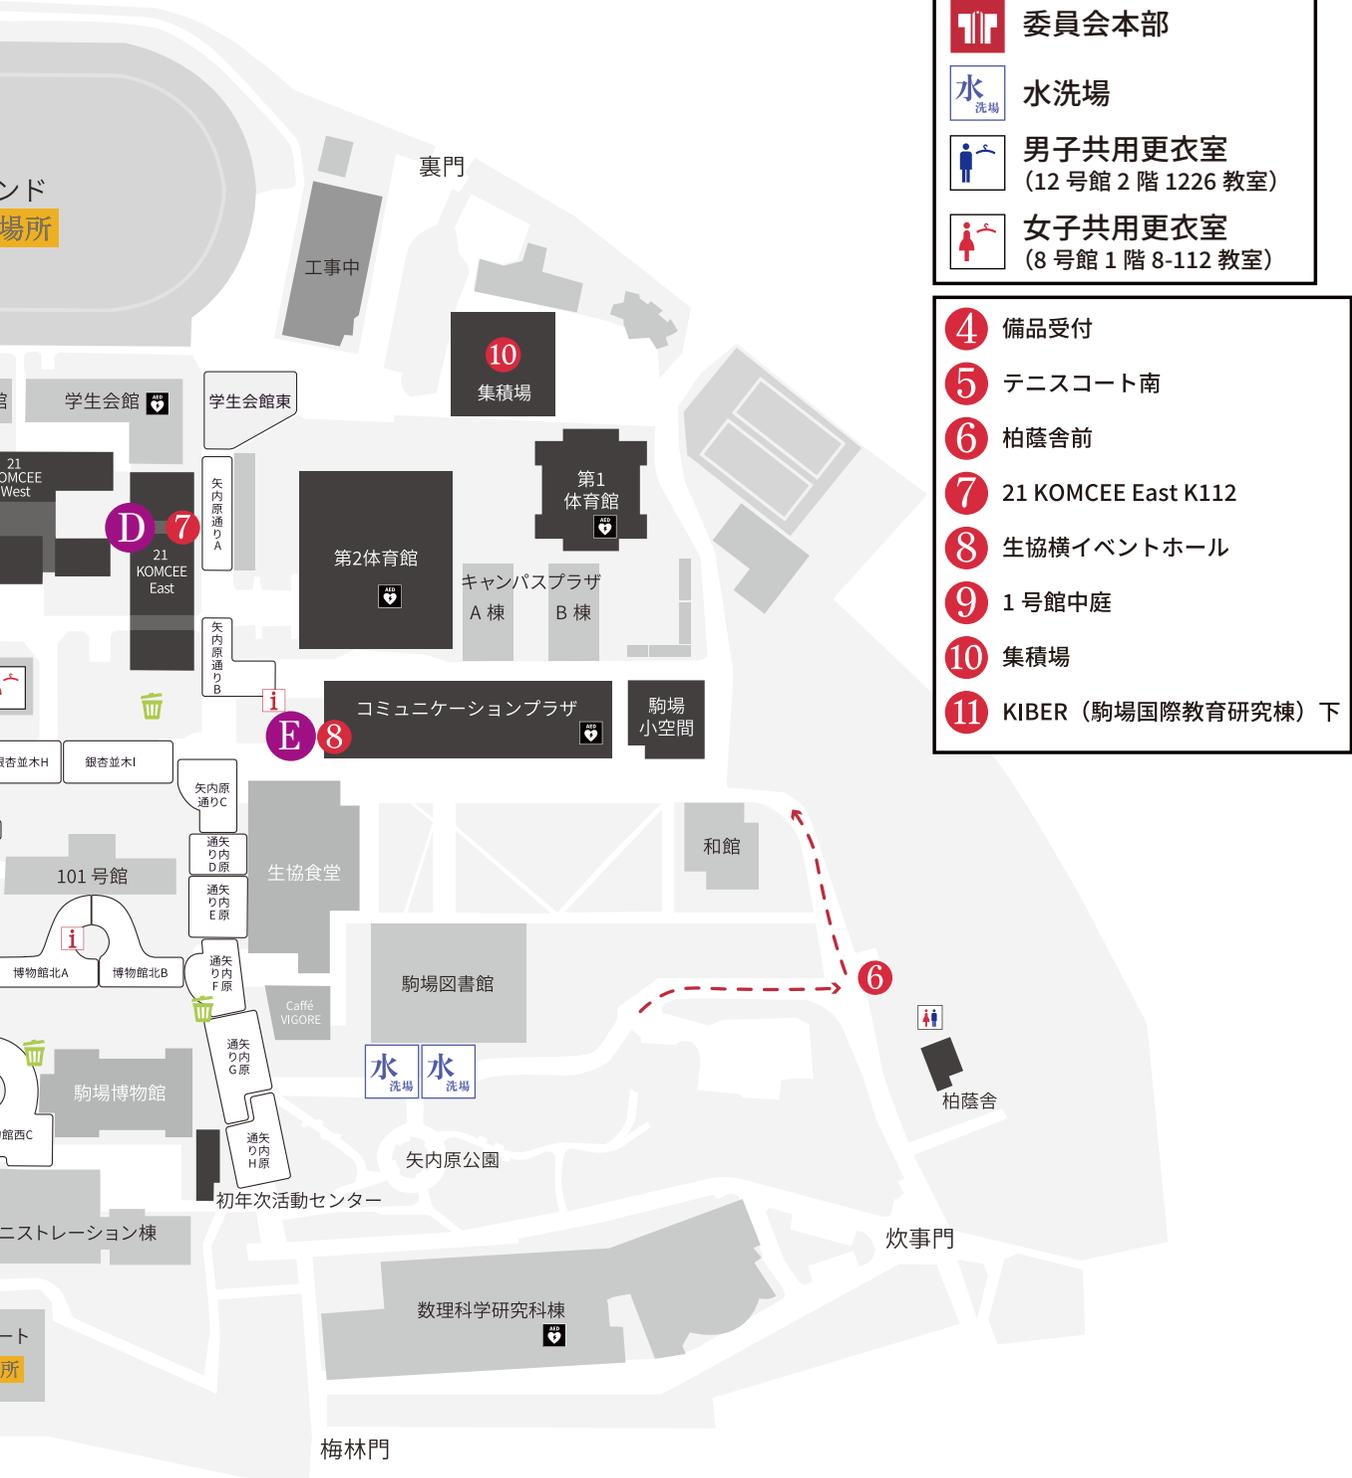 委員会本部
水
洗場
水洗場
男子共用更衣室
（12 号館 2 階 1226 教室）
女子共用更衣室
（8 号館 1 階 8-112 教室）
4 備品受付
5 テニスコート南
6 柏蔭舎前
7 21 KOMCEE East K112
8 生協横イベントホール
9 1 号館中庭
10 集積場
11 KIBER（駒場国際教育研究棟）下
裏門
ンド
場所
工事中
10
集積場
館
学生会館
AED
学生会館東
21
OMCEE
West
D
7
21
KOMCEE
East
矢内原通りA
第2体育館
AED
第1
体育館
AED
キャンパスプラザ
A 棟
B 棟
矢内原通りB
i
E
8
コミュニケーションプラザ
AED
駒場
小空間
銀杏並木H
銀杏並木I
矢内原
通りC
矢内原通りD
矢内原通りE
矢内原通りF
矢内原通りG
矢内原通りH
生協食堂
和館
101 号館
i
博物館北A
博物館北B
Caffé
VIGORE
駒場図書館
6
水
洗場
水
洗場
柏蔭舎
駒場博物館
館西C
矢内原公園
初年次活動センター
ニストレーション棟
炊事門
数理科学研究科棟
AED
ート
所
梅林門